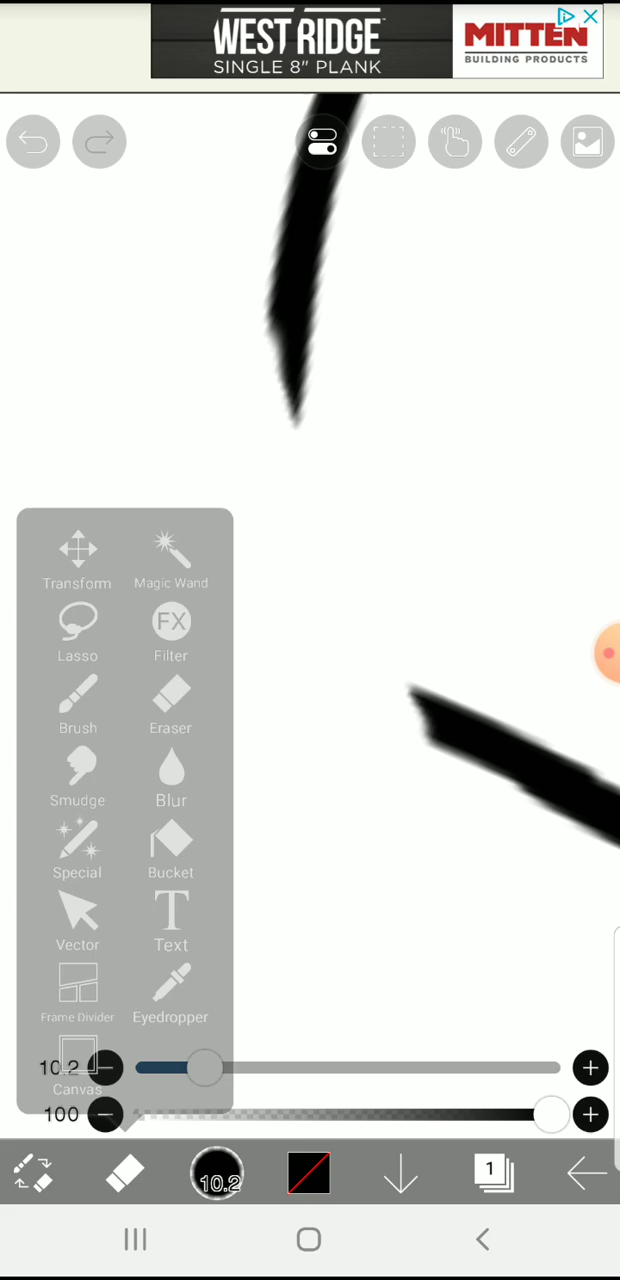 WEST RIDGE
SINGLE 8" PLANK
MITTEN
BUILDING PRODUCTS
Transform
Magic Wand
Lasso
FX
Filter
Brush
Eraser
Smudge
Blur
Special
Bucket
Vector
T
Text
Frame Divider
Eyedropper
10.2
Canvas
100
10.2
1